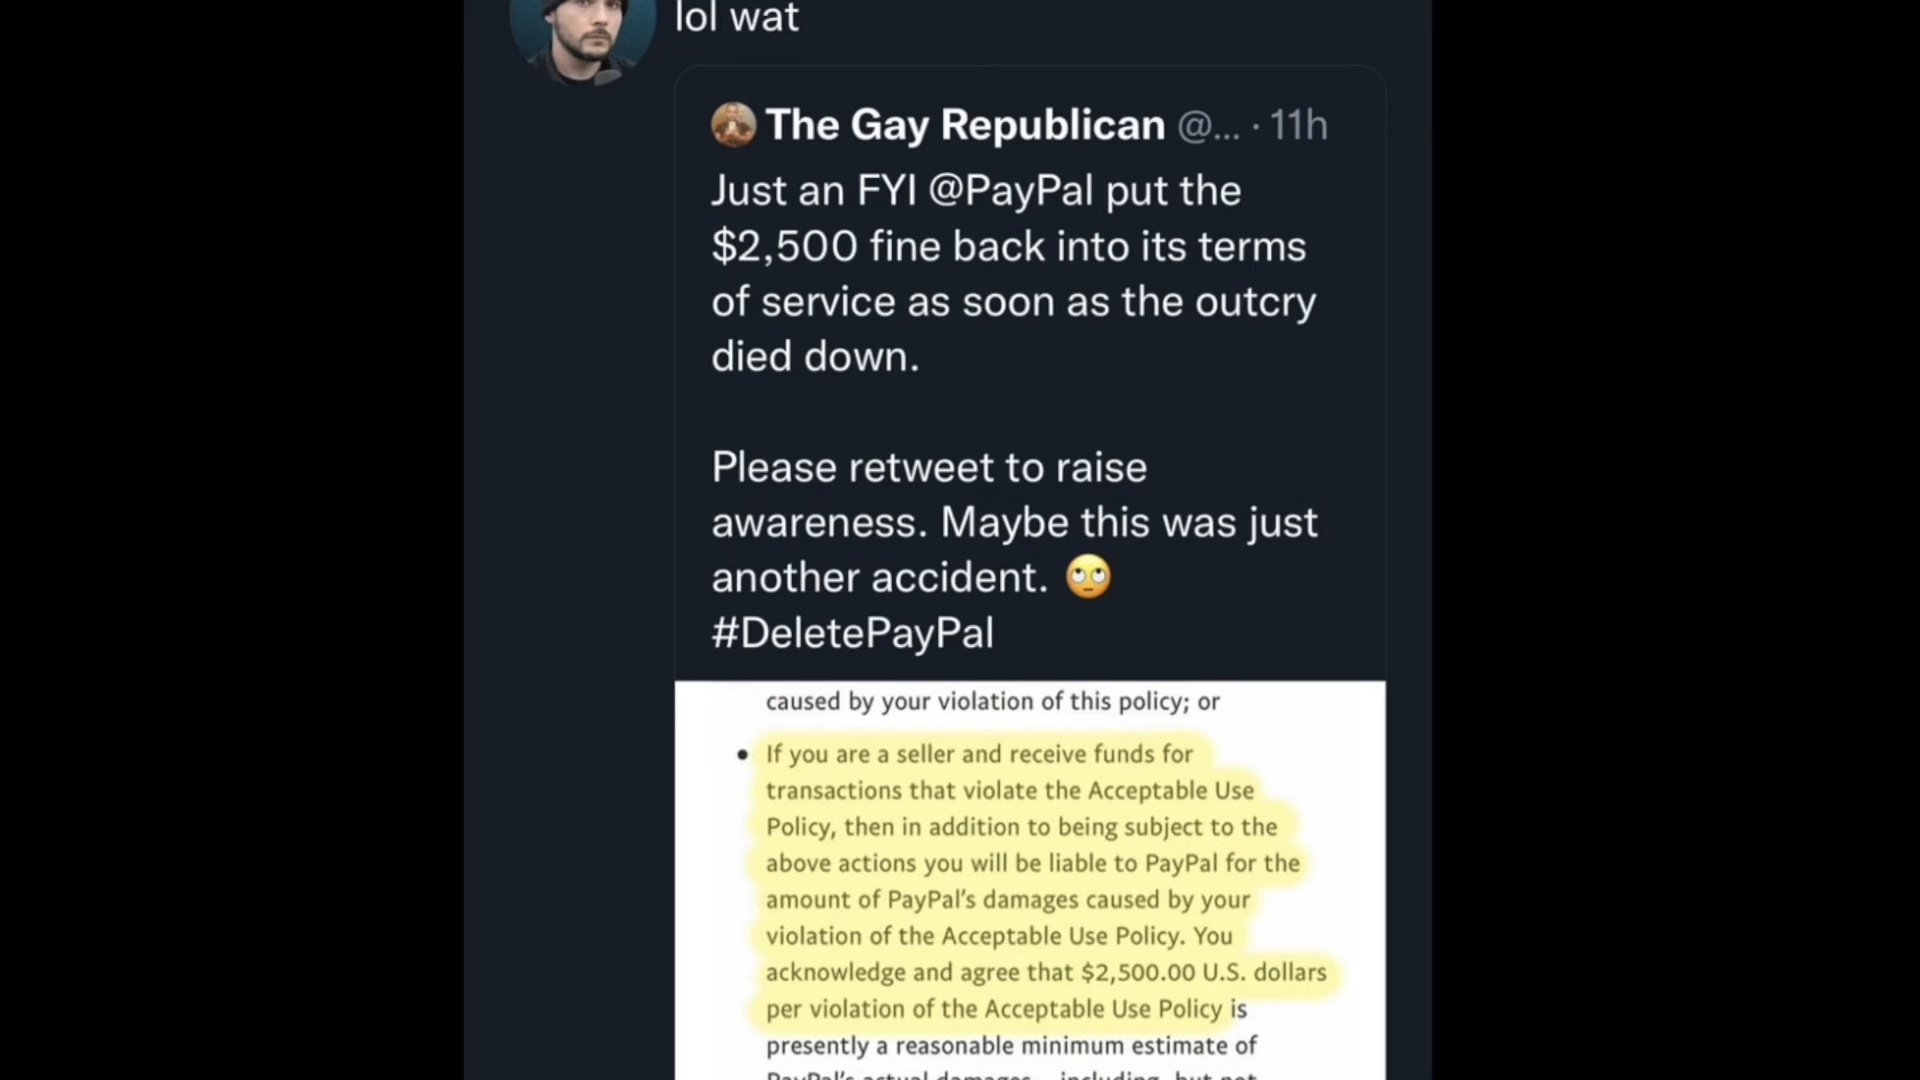 lol wat
The Gay Republican @... · 11h
Just an FYI @PayPal put the
$2,500 fine back into its terms
of service as soon as the outcry
died down.
Please retweet to raise
awareness. Maybe this was just
another accident. 🙄
#DeletePayPal
caused by your violation of this policy; or
• If you are a seller and receive funds for
transactions that violate the Acceptable Use
Policy, then in addition to being subject to the
above actions you will be liable to PayPal for the
amount of PayPal's damages caused by your
violation of the Acceptable Use Policy. You
acknowledge and agree that $2,500.00 U.S. dollars
per violation of the Acceptable Use Policy is
presently a reasonable minimum estimate of
PayPal's actual damages - including, but not